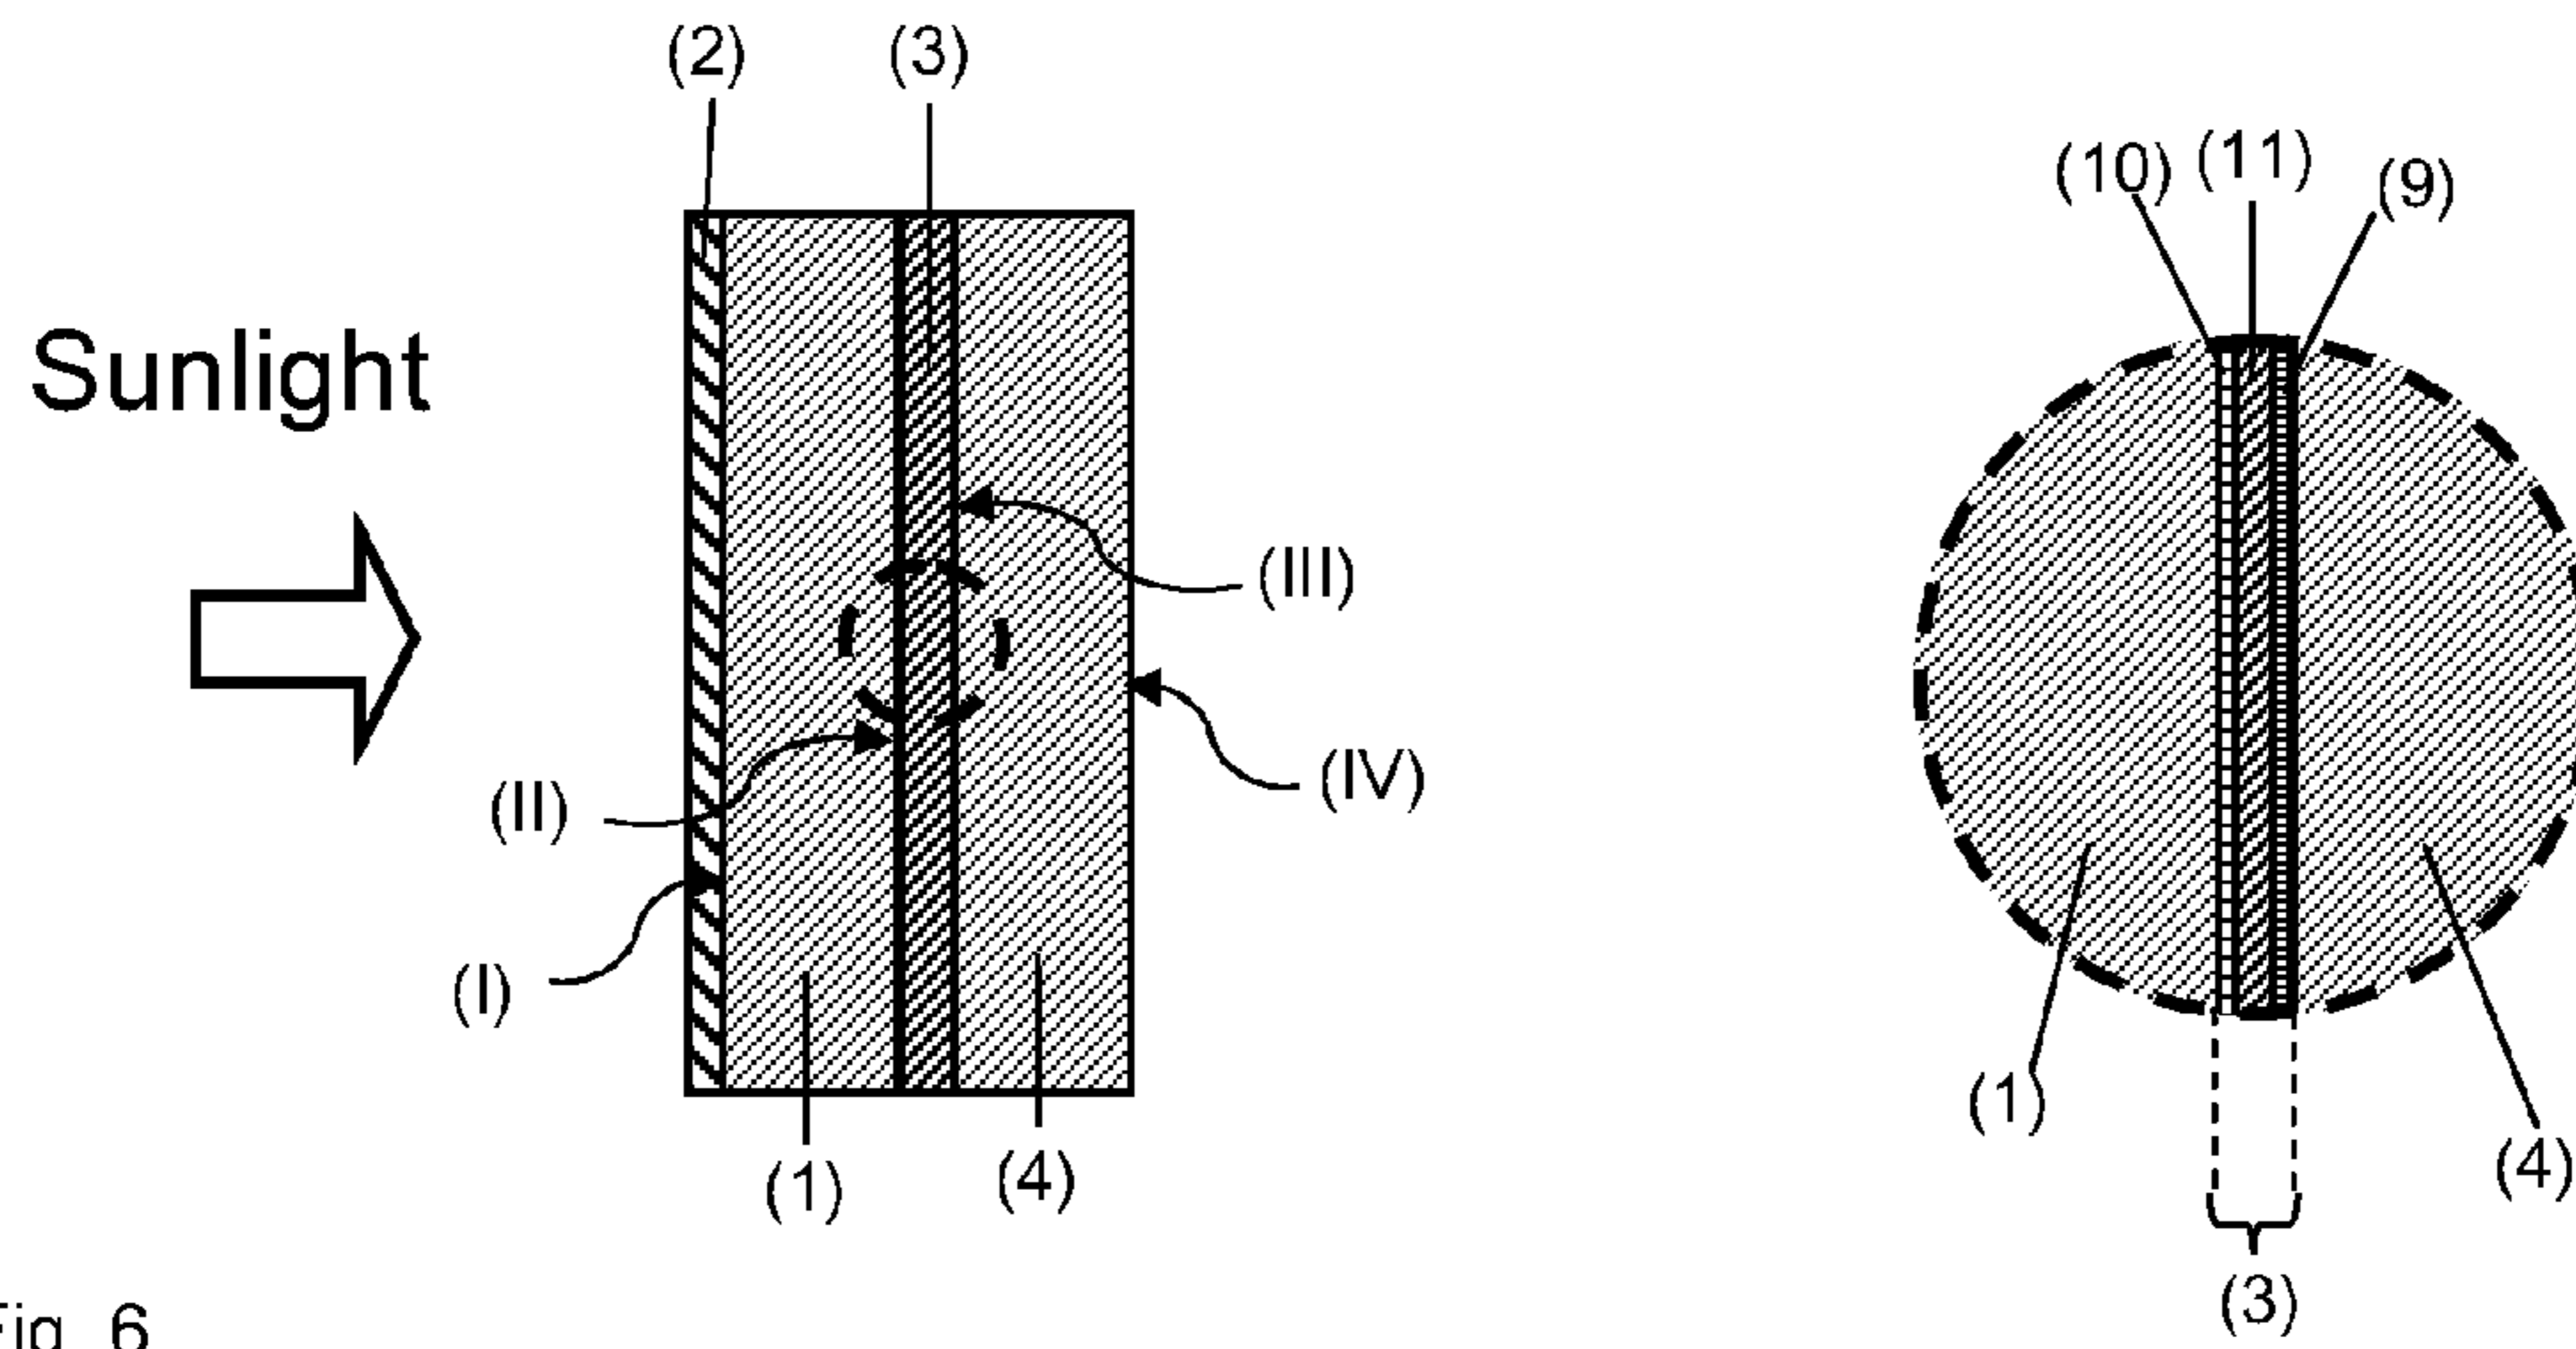 (2) (3)
(10) (11) (9)
Sunlight
(III)
(IV)
(II)
(I)
(1) (4)
(1) (4)
(3)
Fig. 6